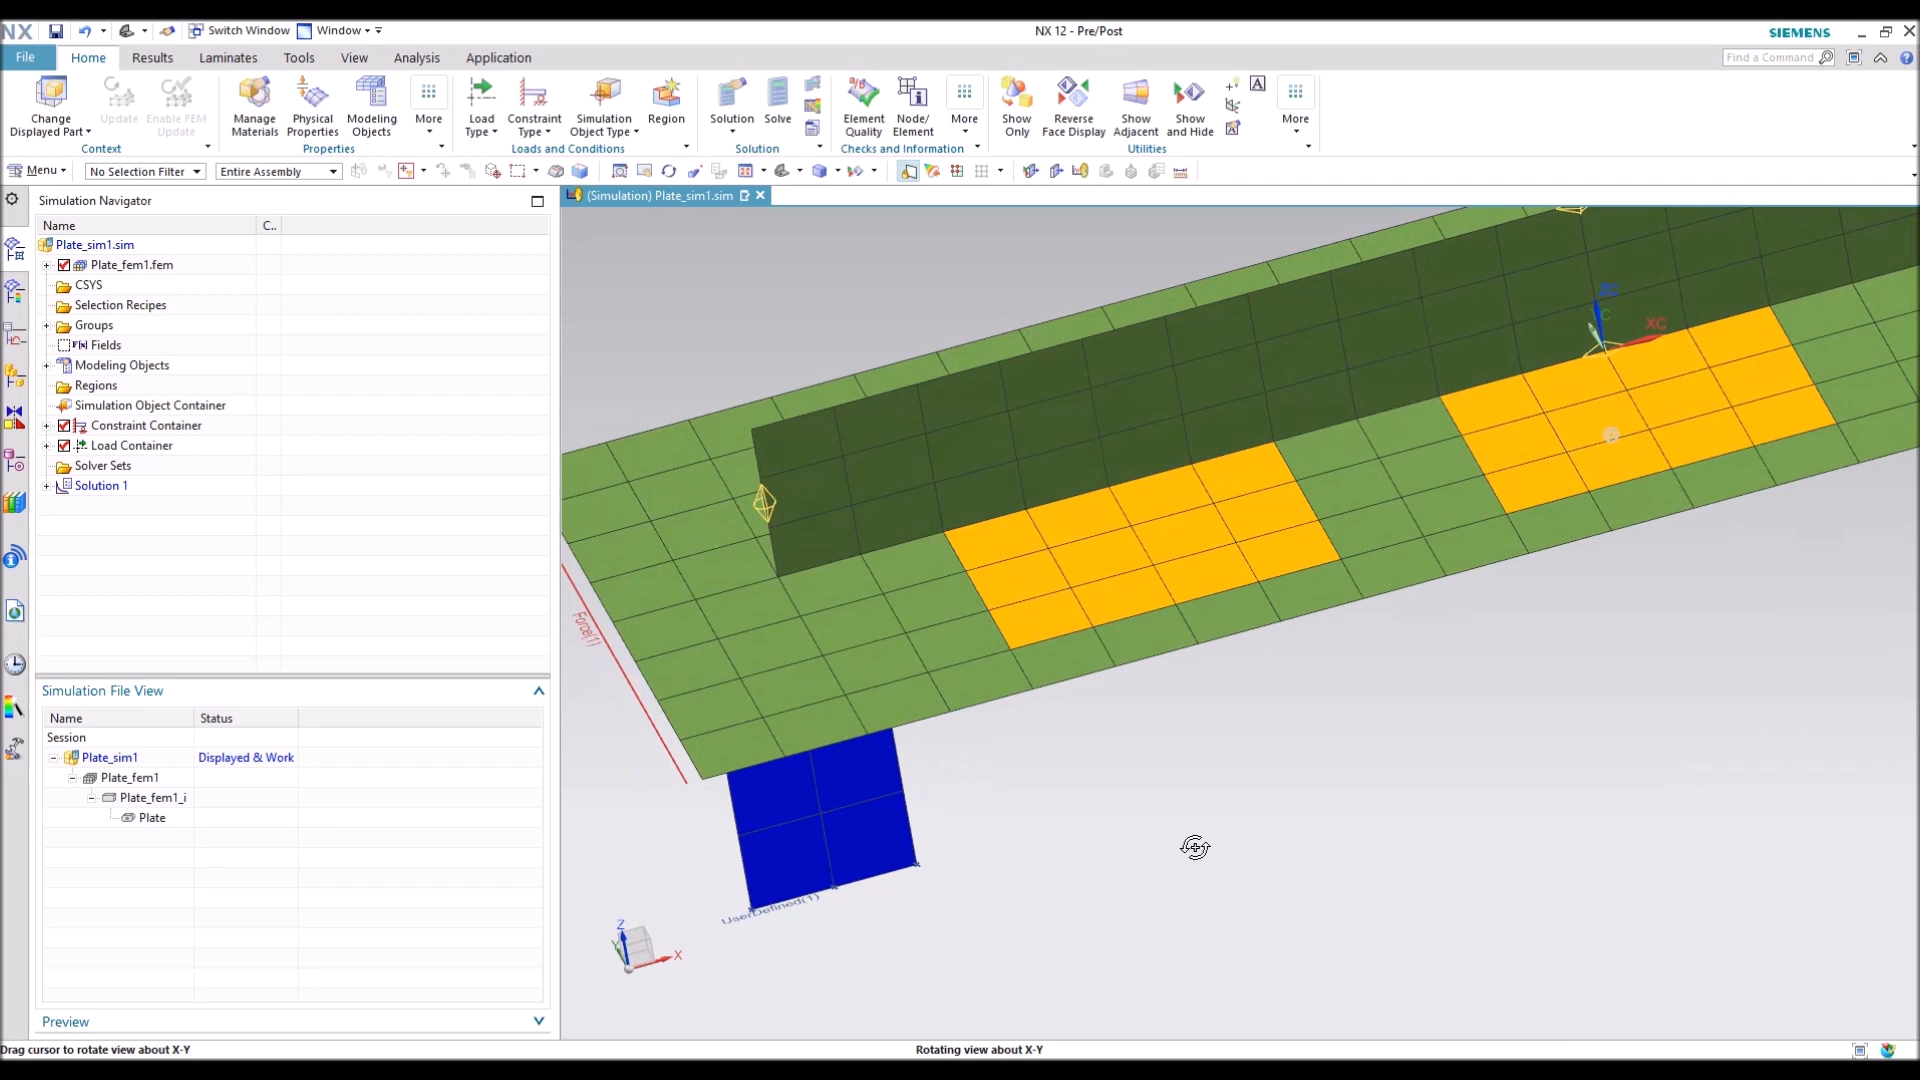 NX
Switch Window
Window
NX 12 - Pre/Post
SIEMENS
File
Home
Results
Laminates
Tools
View
Analysis
Application
Find a Command
Change
Displayed Part
Update
Enable FEM
Update
Context
Manage
Materials
Physical
Properties
Modeling
Objects
More
Properties
Load
Type
Constraint
Type
Simulation
Object Type
Region
Loads and Conditions
Solution
Solve
Solution
Element
Quality
Node/
Element
More
Checks and Information
Show
Only
Reverse
Face Display
Show
Adjacent
Show
and Hide
A
More
Utilities
Menu
No Selection Filter
Entire Assembly
Simulation Navigator
(Simulation) Plate_sim1.sim
Name
C..
Plate_sim1.sim
Plate_fem1.fem
CSYS
Selection Recipes
Groups
Fields
Modeling Objects
Regions
Simulation Object Container
Constraint Container
Load Container
Solver Sets
Solution 1
XC
Force(1)
UserDefined(1)
Z
Y
X
Simulation File View
Name
Status
Session
Plate_sim1
Displayed & Work
Plate_fem1
Plate_fem1_i
Plate
Preview
Drag cursor to rotate view about X-Y
Rotating view about X-Y